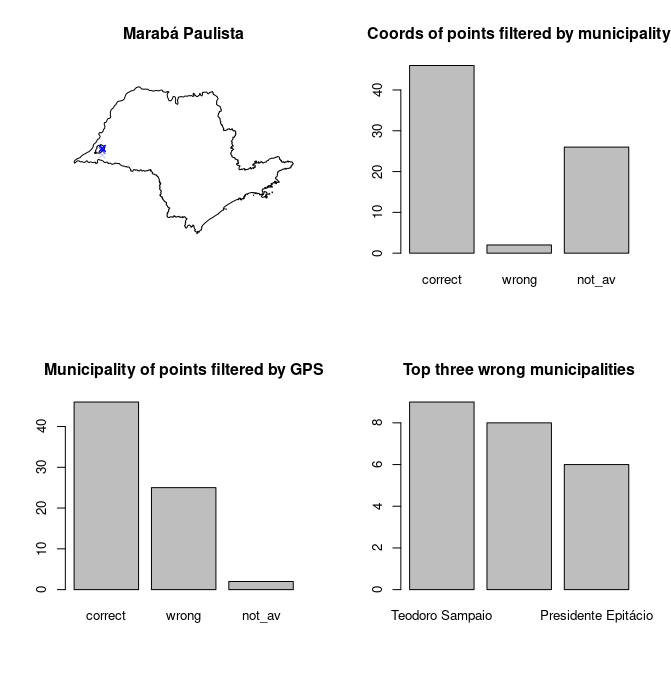 Marabá Paulista
Coords of points filtered by municipality
40
30
20
10
0
correct wrong not_av
Municipality of points filtered by GPS
40
30
20
10
0
correct wrong not_av
Top three wrong municipalities
8
6
4
2
0
Teodoro Sampaio Presidente Epitácio